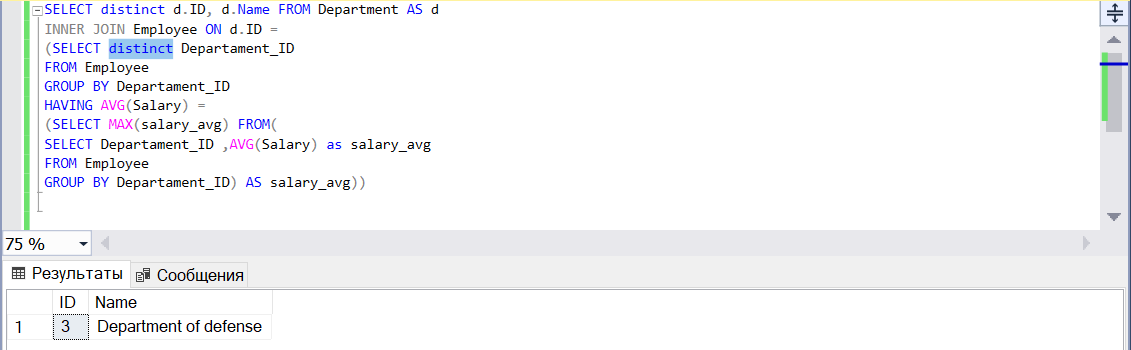 SELECT distinct d.ID, d.Name FROM Department AS d
INNER JOIN Employee ON d.ID =
(SELECT distinct Departament_ID
FROM Employee
GROUP BY Departament_ID
HAVING AVG(Salary) =
(SELECT MAX(salary_avg) FROM(
SELECT Departament_ID ,AVG(Salary) as salary_avg
FROM Employee
GROUP BY Departament_ID) AS salary_avg))
75 %
Результаты Сообщения
ID Name
1 3 Department of defense